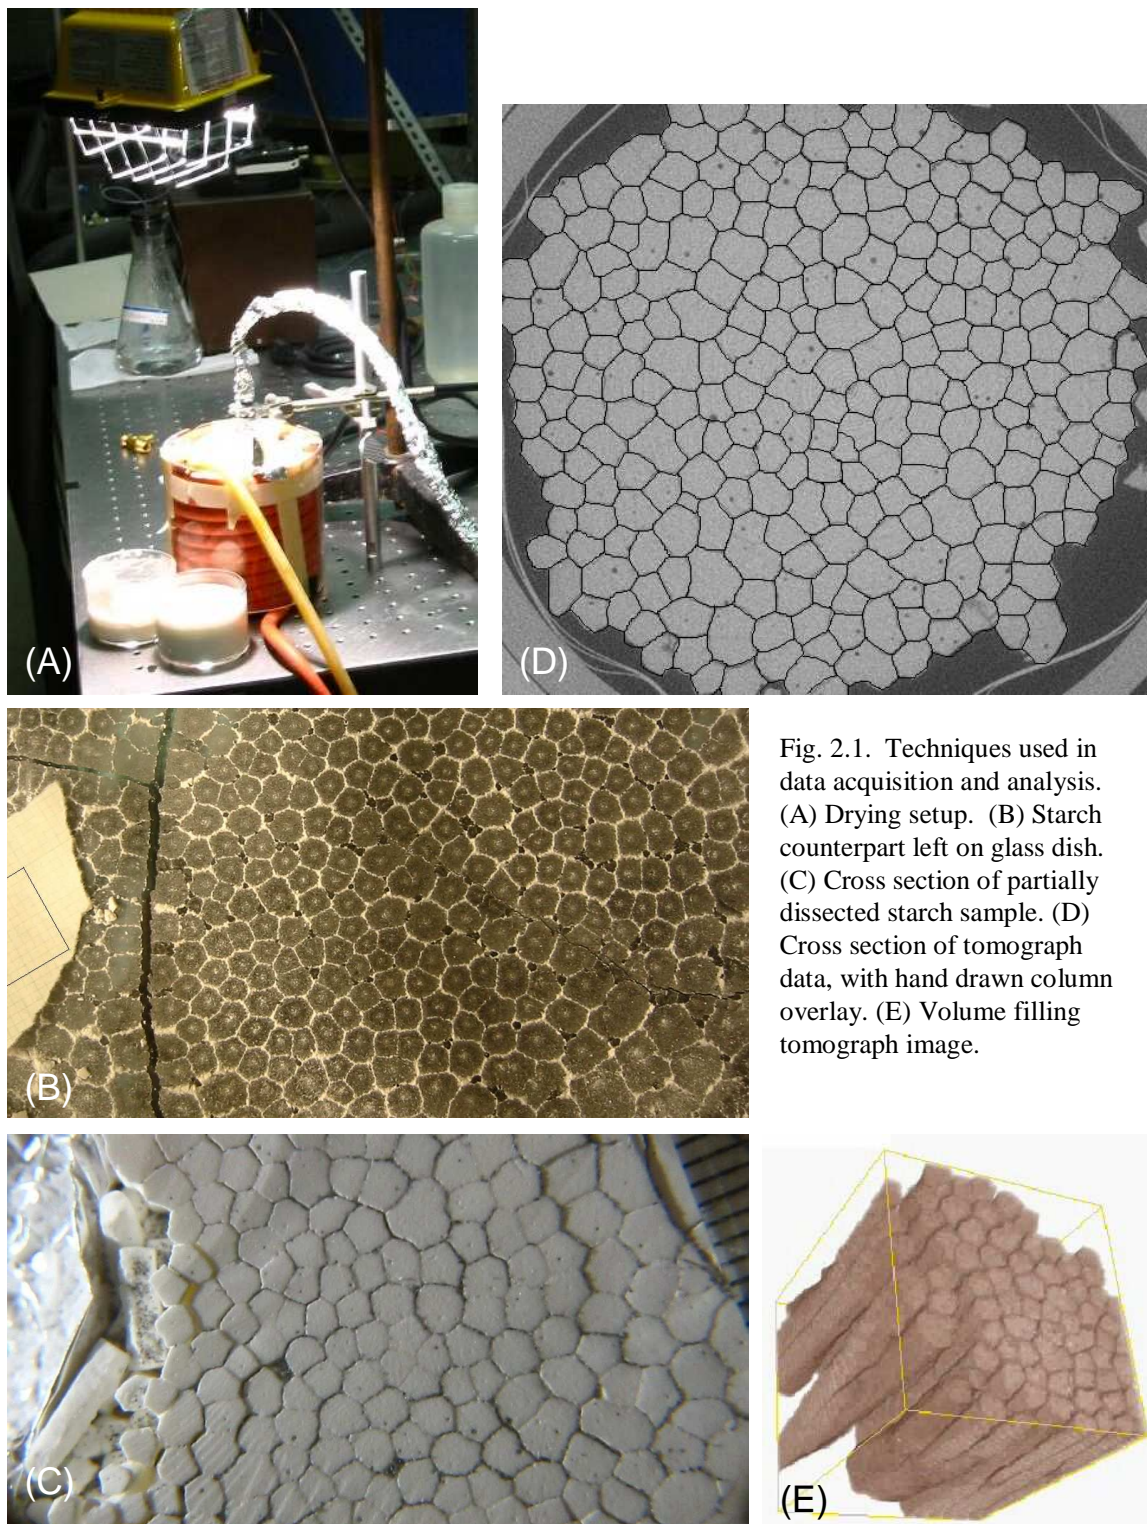 (A)
(D)
(B)
Fig. 2.1.  Techniques used in
data acquisition and analysis.
(A) Drying setup.  (B) Starch
counterpart left on glass dish.
(C) Cross section of partially
dissected starch sample. (D)
Cross section of tomograph
data, with hand drawn column
overlay. (E) Volume filling
tomograph image.
(C)
(E)